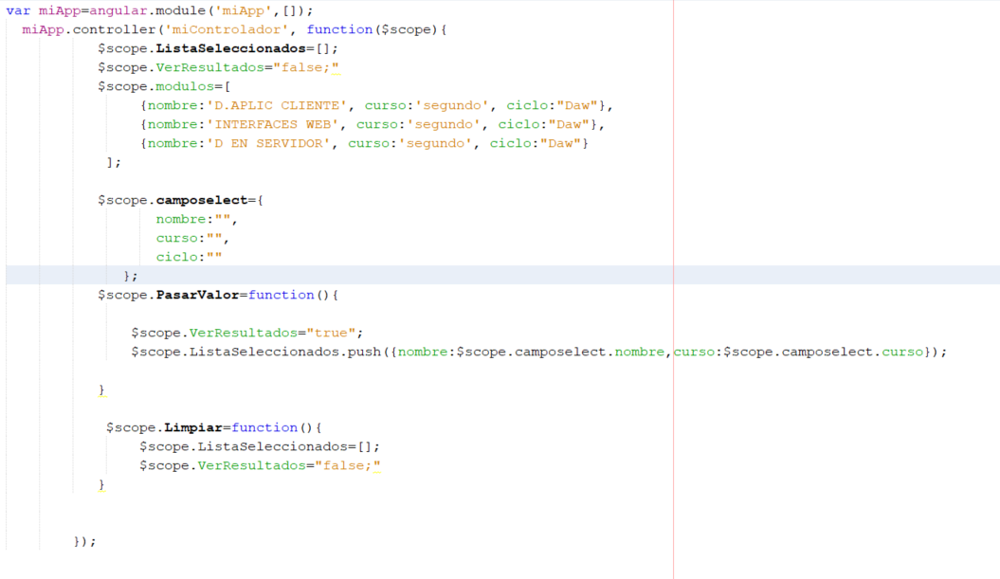 var miApp=angular.module('miApp',[]);
miApp.controller('miControlador', function($scope){
$scope.ListaSeleccionados=[];
$scope.VerResultados="false;"
$scope.modulos=[
{nombre:'D.APLIC CLIENTE', curso:'segundo', ciclo:"Daw"},
{nombre:'INTERFACES WEB', curso:'segundo', ciclo:"Daw"},
{nombre:'D EN SERVIDOR', curso:'segundo', ciclo:"Daw"}
];
$scope.camposelect={
nombre:"",
curso:"",
ciclo:""
};
$scope.PasarValor=function(){
$scope.VerResultados="true";
$scope.ListaSeleccionados.push({nombre:$scope.camposelect.nombre,curso:$scope.camposelect.curso});
}
$scope.Limpiar=function(){
$scope.ListaSeleccionados=[];
$scope.VerResultados="false;"
}
});